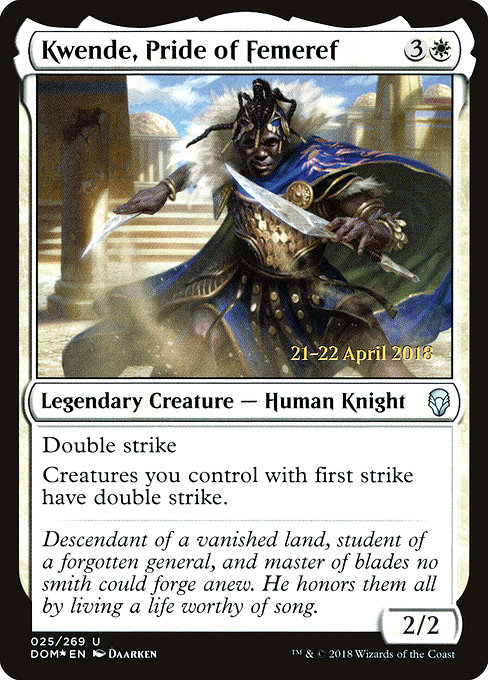 Kwende, Pride of Femeref 3
21–22 April 2018
Legendary Creature — Human Knight
Double strike
Creatures you control with first strike
have double strike.
Descendant of a vanished land, student of
a forgotten general, and master of blades no
smith could forge anew. He honors them all
by living a life worthy of song.
2/2
025/269 U
DOM★EN Daarken
™ & © 2018 Wizards of the Coast